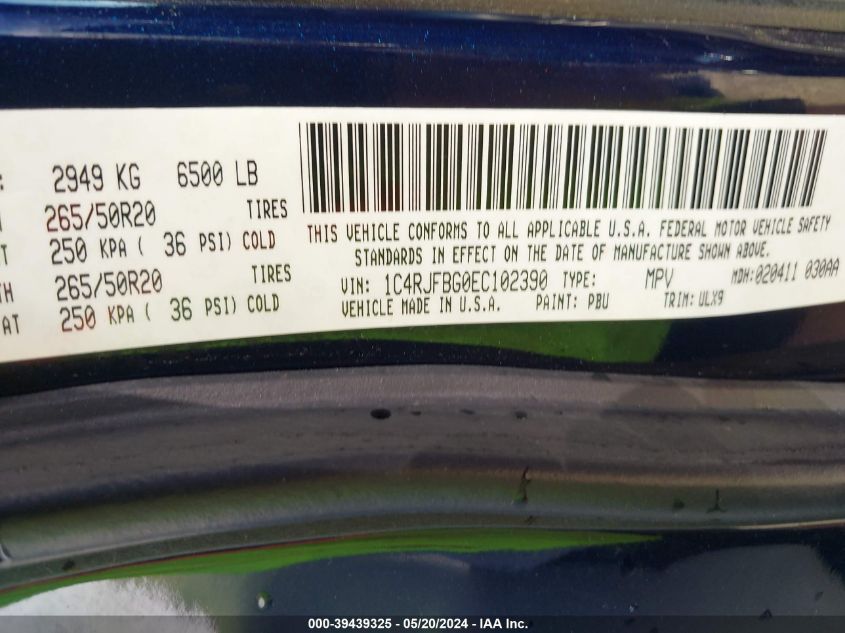 : 2949 KG 6500 LB
265/50R20 TIRES
T 250 KPA ( 36 PSI) COLD
TH 265/50R20 TIRES
AT 250 KPA ( 36 PSI) COLD
THIS VEHICLE CONFORMS TO ALL APPLICABLE U.S.A. FEDERAL MOTOR VEHICLE SAFETY
STANDARDS IN EFFECT ON THE DATE OF MANUFACTURE SHOWN ABOVE.
VIN: 1C4RJFBG0EC102390 TYPE: MPV MDH:020411 030AA
VEHICLE MADE IN U.S.A. PAINT: PBU TRIM: ULX9
000-39439325 - 05/20/2024 - IAA Inc.